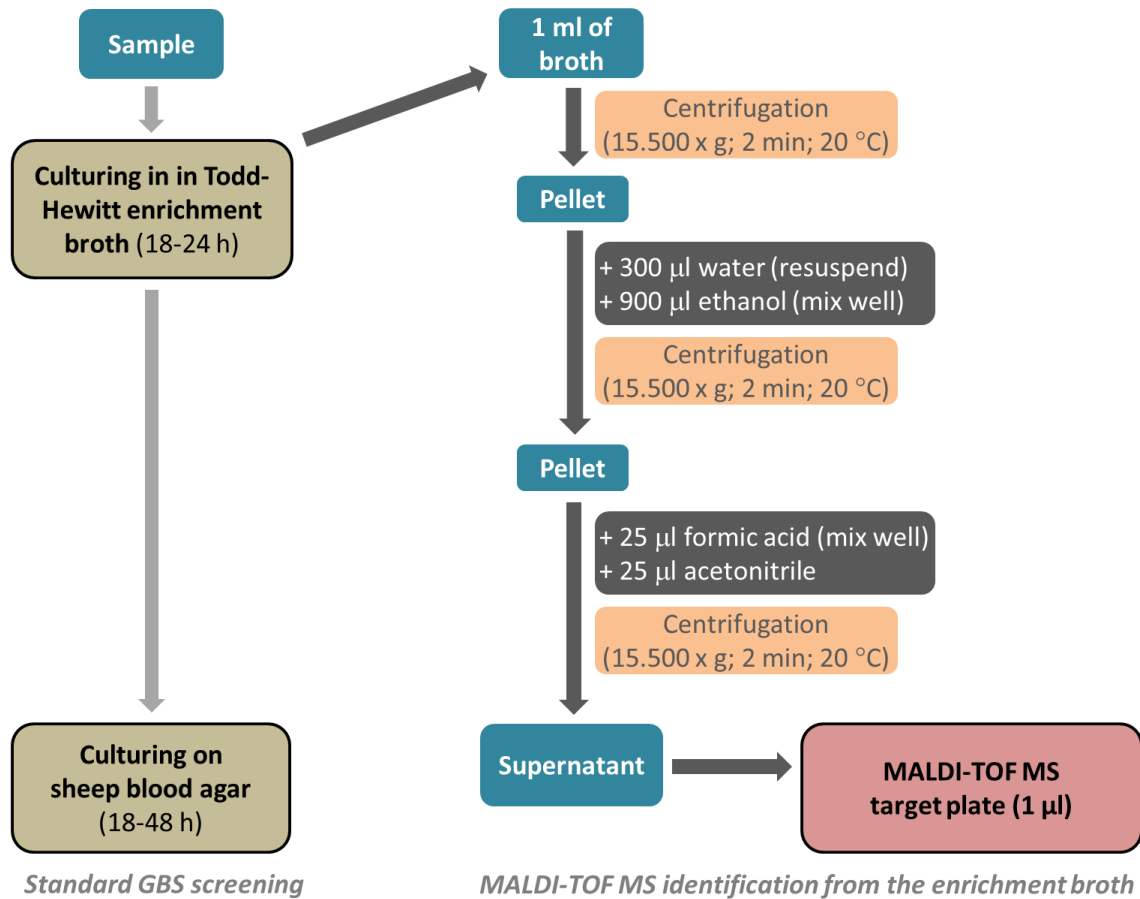 Sample
Culturing in in Todd-
Hewitt enrichment
broth (18-24 h)
Culturing on
sheep blood agar
(18-48 h)
Standard GBS screening
1 ml of
broth
Centrifugation
(15.500 x g; 2 min; 20 °C)
Pellet
+ 300 μl water (resuspend)
+ 900 μl ethanol (mix well)
Centrifugation
(15.500 x g; 2 min; 20 °C)
Pellet
+ 25 μl formic acid (mix well)
+ 25 μl acetonitrile
Centrifugation
(15.500 x g; 2 min; 20 °C)
Supernatant
MALDI-TOF MS
target plate (1 μl)
MALDI-TOF MS identification from the enrichment broth